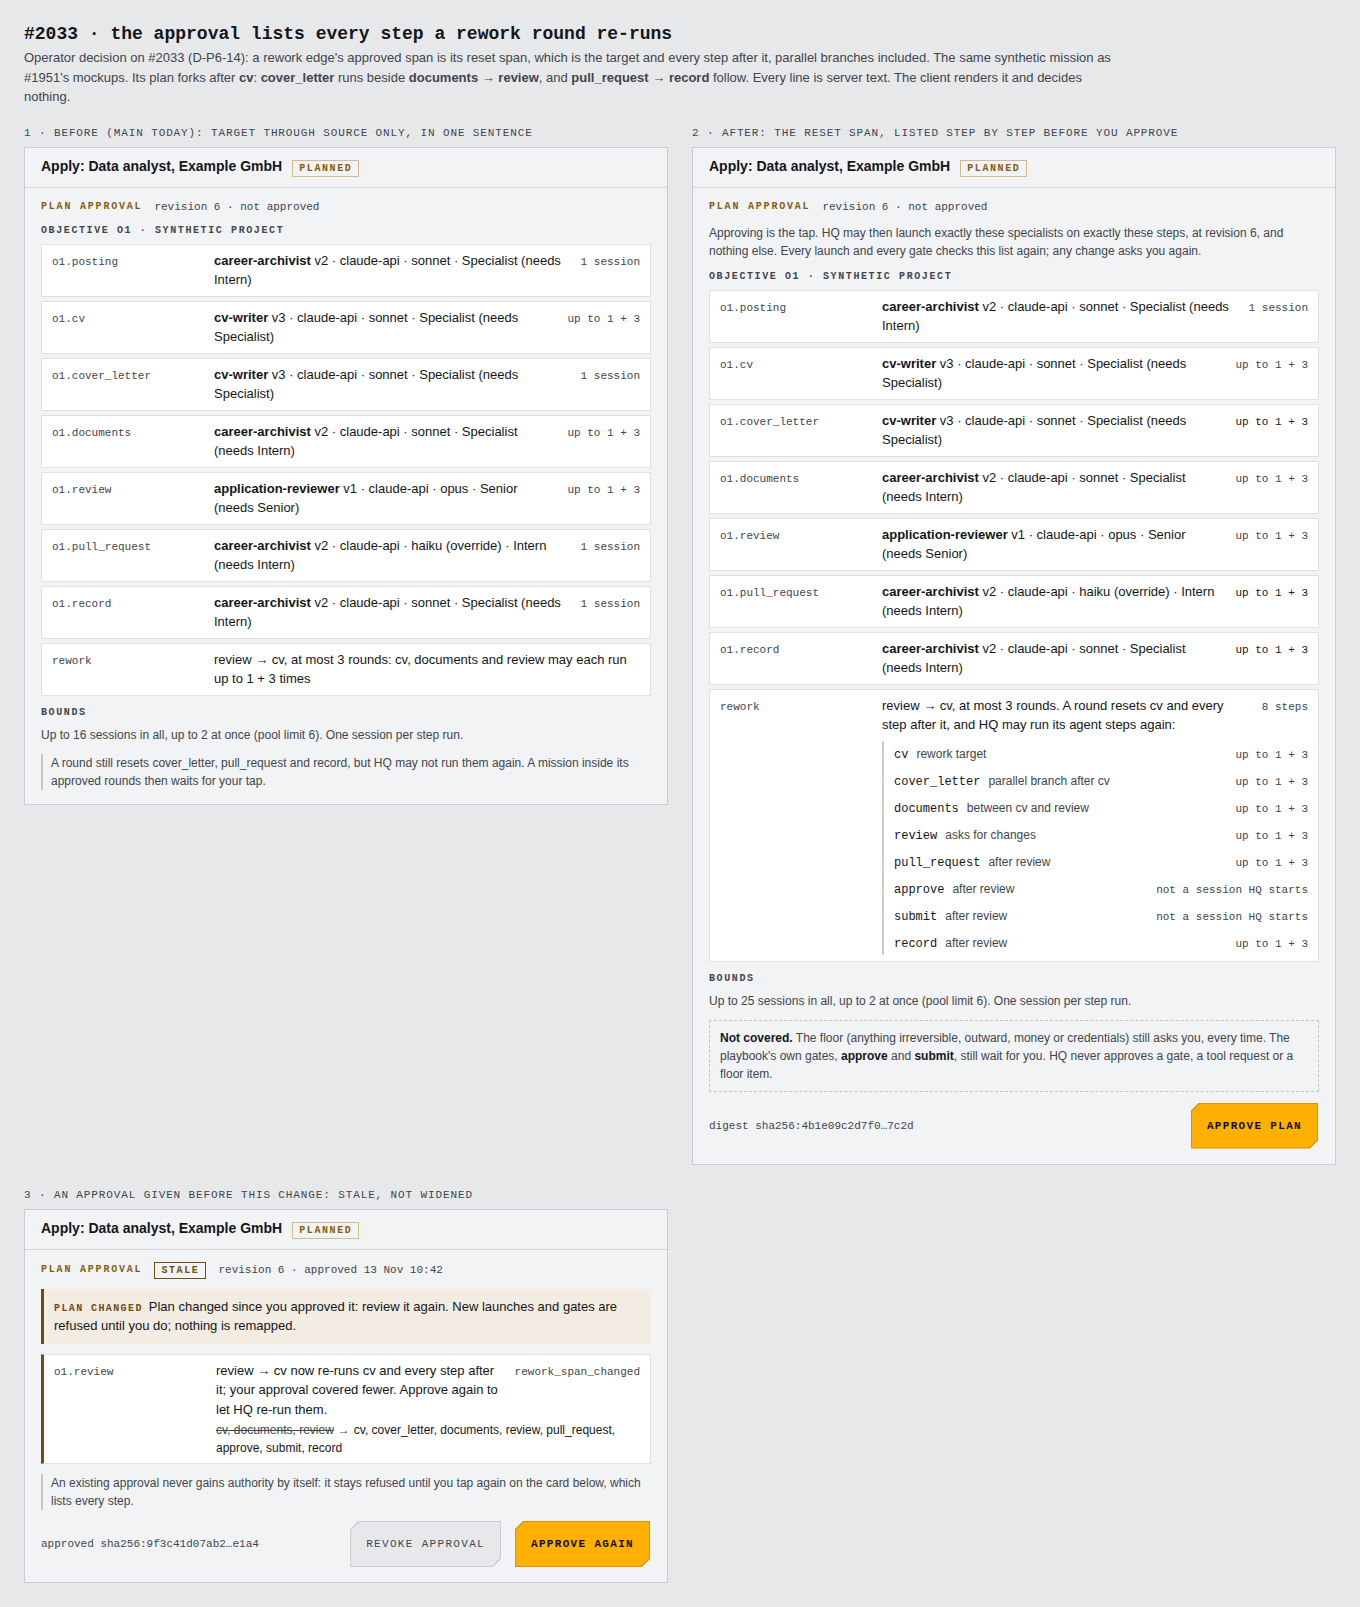 #2033 · the approval lists every step a rework round re-runs
Operator decision on #2033 (D-P6-14): a rework edge's approved span is its reset span, which is the target and every step after it, parallel branches included. The same synthetic mission as
#1951's mockups. Its plan forks after cv: cover_letter runs beside documents → review, and pull_request → record follow. Every line is server text. The client renders it and decides
nothing.
1 · BEFORE (MAIN TODAY): TARGET THROUGH SOURCE ONLY, IN ONE SENTENCE
Apply: Data analyst, Example GmbH PLANNED
PLAN APPROVAL revision 6 · not approved
OBJECTIVE O1 · SYNTHETIC PROJECT
o1.posting career-archivist v2 · claude-api · sonnet · Specialist (needs 1 session
Intern)
o1.cv cv-writer v3 · claude-api · sonnet · Specialist (needs up to 1 + 3
Specialist)
o1.cover_letter cv-writer v3 · claude-api · sonnet · Specialist (needs 1 session
Specialist)
o1.documents career-archivist v2 · claude-api · sonnet · Specialist up to 1 + 3
(needs Intern)
o1.review application-reviewer v1 · claude-api · opus · Senior up to 1 + 3
(needs Senior)
o1.pull_request career-archivist v2 · claude-api · haiku (override) · Intern 1 session
(needs Intern)
o1.record career-archivist v2 · claude-api · sonnet · Specialist (needs 1 session
Intern)
rework review → cv, at most 3 rounds: cv, documents and review may each run
up to 1 + 3 times
BOUNDS
Up to 16 sessions in all, up to 2 at once (pool limit 6). One session per step run.
A round still resets cover_letter, pull_request and record, but HQ may not run them again. A mission inside its
approved rounds then waits for your tap.
2 · AFTER: THE RESET SPAN, LISTED STEP BY STEP BEFORE YOU APPROVE
Apply: Data analyst, Example GmbH PLANNED
PLAN APPROVAL revision 6 · not approved
Approving is the tap. HQ may then launch exactly these specialists on exactly these steps, at revision 6, and
nothing else. Every launch and every gate checks this list again; any change asks you again.
OBJECTIVE O1 · SYNTHETIC PROJECT
o1.posting career-archivist v2 · claude-api · sonnet · Specialist (needs 1 session
Intern)
o1.cv cv-writer v3 · claude-api · sonnet · Specialist (needs up to 1 + 3
Specialist)
o1.cover_letter cv-writer v3 · claude-api · sonnet · Specialist (needs up to 1 + 3
Specialist)
o1.documents career-archivist v2 · claude-api · sonnet · Specialist up to 1 + 3
(needs Intern)
o1.review application-reviewer v1 · claude-api · opus · Senior up to 1 + 3
(needs Senior)
o1.pull_request career-archivist v2 · claude-api · haiku (override) · Intern up to 1 + 3
(needs Intern)
o1.record career-archivist v2 · claude-api · sonnet · Specialist up to 1 + 3
(needs Intern)
rework review → cv, at most 3 rounds. A round resets cv and every 8 steps
step after it, and HQ may run its agent steps again:
cv rework target up to 1 + 3
cover_letter parallel branch after cv up to 1 + 3
documents between cv and review up to 1 + 3
review asks for changes up to 1 + 3
pull_request after review up to 1 + 3
approve after review not a session HQ starts
submit after review not a session HQ starts
record after review up to 1 + 3
BOUNDS
Up to 25 sessions in all, up to 2 at once (pool limit 6). One session per step run.
Not covered. The floor (anything irreversible, outward, money or credentials) still asks you, every time. The
playbook's own gates, approve and submit, still wait for you. HQ never approves a gate, a tool request or a
floor item.
digest sha256:4b1e09c2d7f0…7c2d APPROVE PLAN
3 · AN APPROVAL GIVEN BEFORE THIS CHANGE: STALE, NOT WIDENED
Apply: Data analyst, Example GmbH PLANNED
PLAN APPROVAL STALE revision 6 · approved 13 Nov 10:42
PLAN CHANGED Plan changed since you approved it: review it again. New launches and gates are
refused until you do; nothing is remapped.
o1.review review → cv now re-runs cv and every step after rework_span_changed
it; your approval covered fewer. Approve again to
let HQ re-run them.
cv, documents, review → cv, cover_letter, documents, review, pull_request,
approve, submit, record
An existing approval never gains authority by itself: it stays refused until you tap again on the card below, which
lists every step.
approved sha256:9f3c41d07ab2…e1a4 REVOKE APPROVAL APPROVE AGAIN